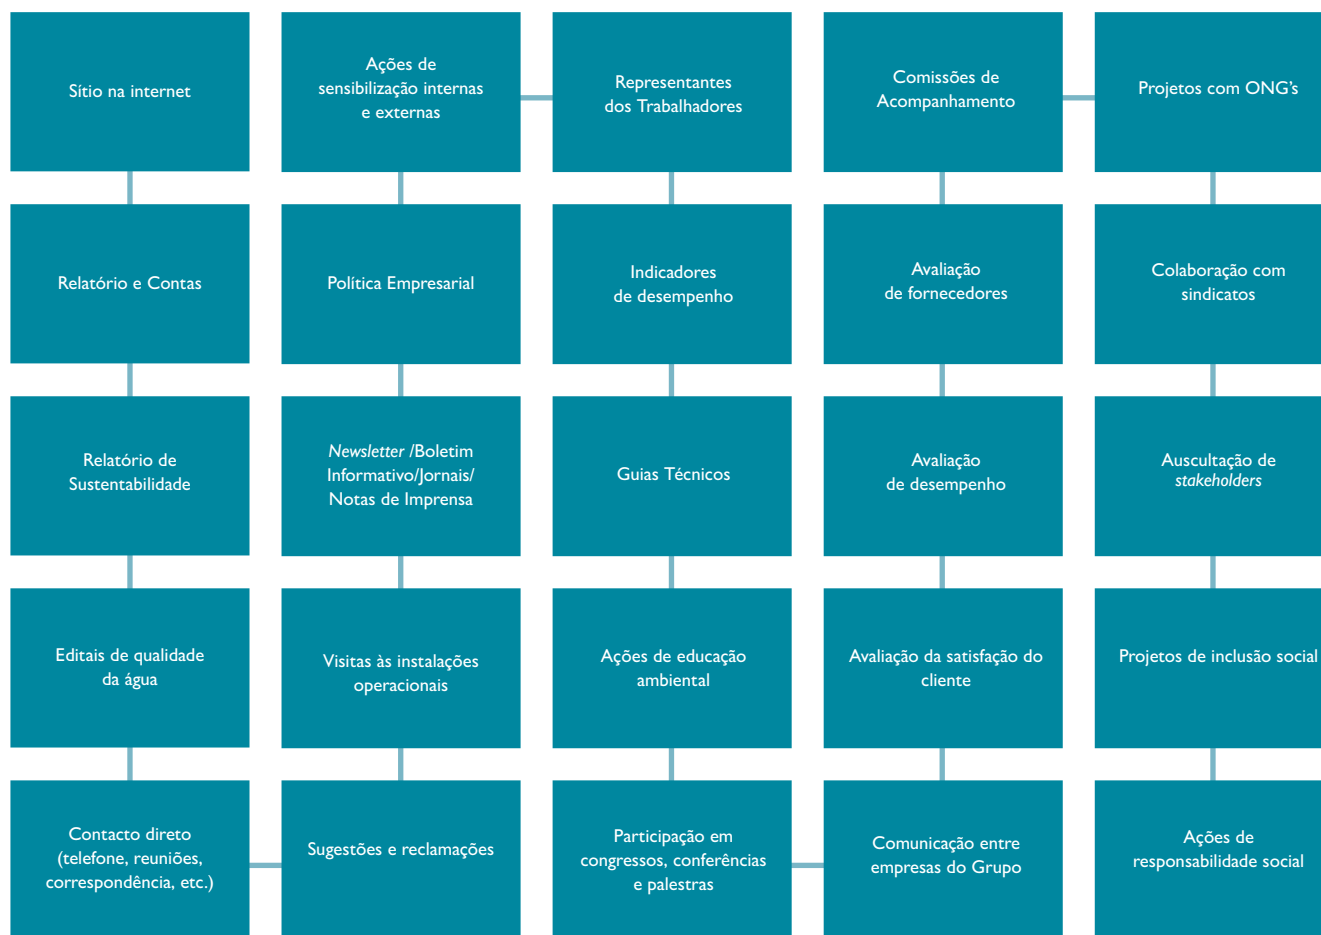 Sítio na internet
Ações de
sensibilização internas
e externas
Representantes
dos Trabalhadores
Comissões de
Acompanhamento
Projetos com ONG's
Relatório e Contas
Política Empresarial
Indicadores
de desempenho
Avaliação
de fornecedores
Colaboração com
sindicatos
Relatório de
Sustentabilidade
Newsletter /Boletim
Informativo/Jornais/
Notas de Imprensa
Guias Técnicos
Avaliação
de desempenho
Auscultação de
stakeholders
Editais de qualidade
da água
Visitas às instalações
operacionais
Ações de educação
ambiental
Avaliação da satisfação do
cliente
Projetos de inclusão social
Contacto direto
(telefone, reuniões,
correspondência, etc.)
Sugestões e reclamações
Participação em
congressos, conferências
e palestras
Comunicação entre
empresas do Grupo
Ações de
responsabilidade social